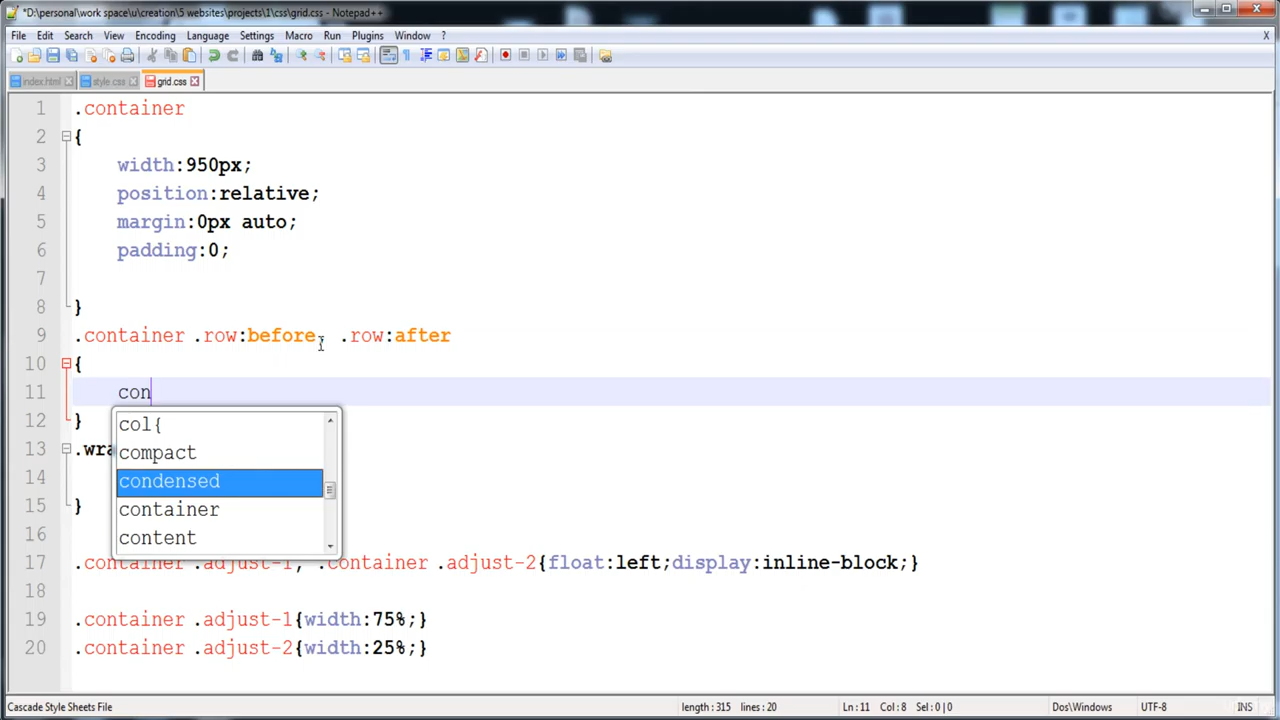 *D:\personal\work space\u\creation\5 websites\projects\1\css\grid.css - Notepad++
File Edit Search View Encoding Language Settings Macro Run Plugins Window ? X
index.html style.css grid.css
1 .container
2 {
3 width:950px;
4 position:relative;
5 margin:0px auto;
6 padding:0;
7
8 }
9 .container .row:before, .row:after
10 {
11 con
12 }
col{
13 .wra
compact
14
condensed
15 }
container
16
content
17 .container .adjust-1, .container .adjust-2{float:left;display:inline-block;}
18
19 .container .adjust-1{width:75%;}
20 .container .adjust-2{width:25%;}
Cascade Style Sheets File length : 315 lines : 20 Ln : 11 Col : 8 Sel : 0 | 0 Dos\Windows UTF-8 INS